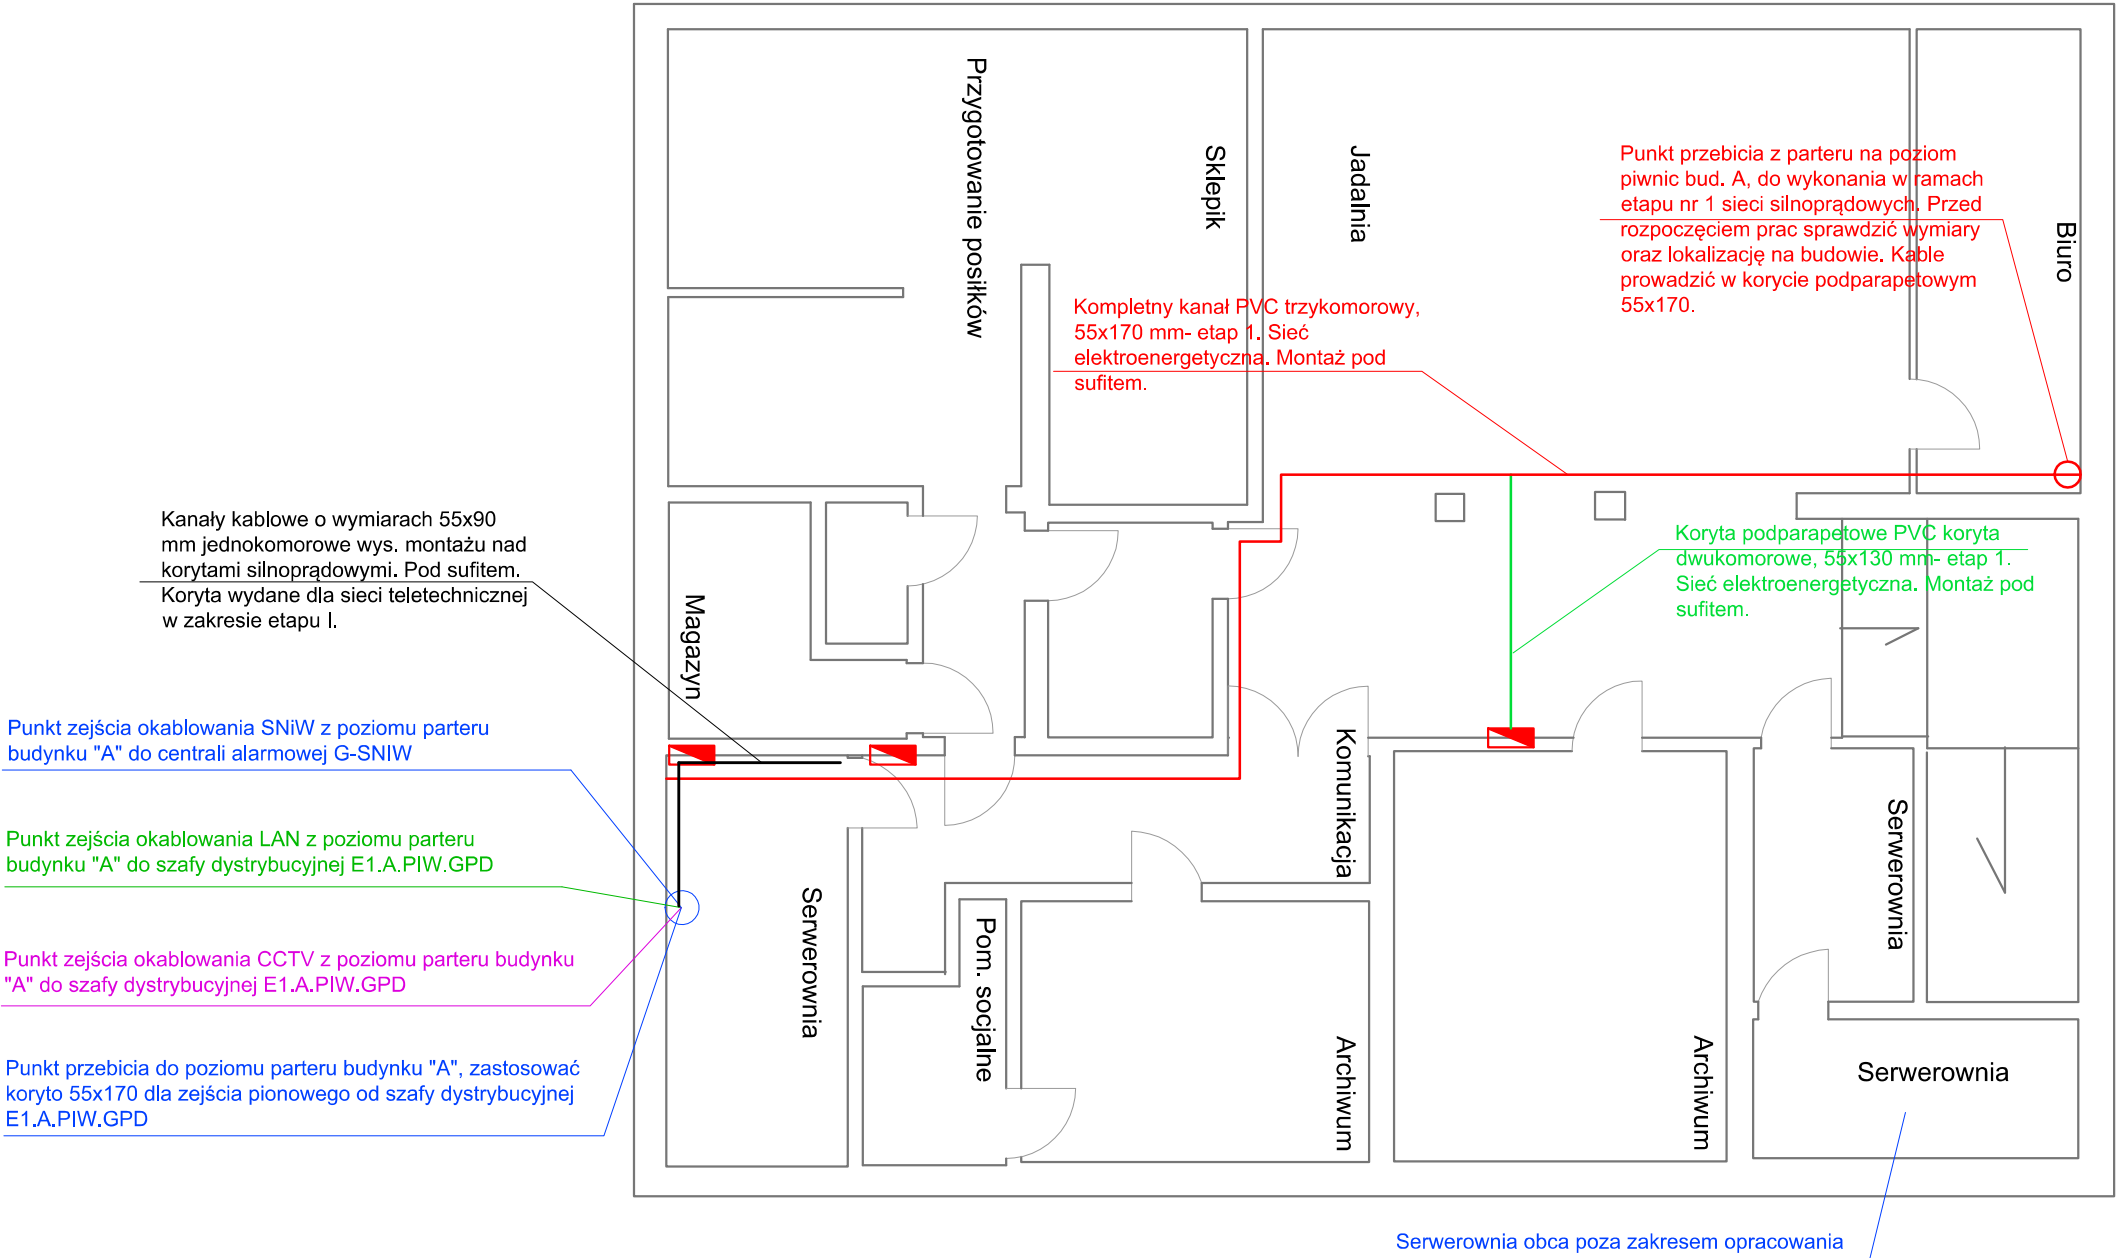 Przygotowanie posiłków
Sklepik
Jadalnia
Punkt przebicia z parteru na poziom
piwnic bud. A, do wykonania w ramach
etapu nr 1 sieci silnoprądowych. Przed
rozpoczęciem prac sprawdzić wymiary
oraz lokalizację na budowie. Kable
prowadzić w korycie podparapetowym
55x170.
Biuro
Kompletny kanał PVC trzykomorowy,
55x170 mm- etap 1. Sieć
elektroenergetyczna. Montaż pod
sufitem.
Kanały kablowe o wymiarach 55x90
mm jednokomorowe wys. montażu nad
korytami silnoprądowymi. Pod sufitem.
Koryta wydane dla sieci teletechnicznej
w zakresie etapu I.
Koryta podparapetowe PVC koryta
dwukomorowe, 55x130 mm- etap 1.
Sieć elektroenergetyczna. Montaż pod
sufitem.
Magazyn
Punkt zejścia okablowania SNiW z poziomu parteru
budynku "A" do centrali alarmowej G-SNIW
Komunikacja
Serwerownia
Punkt zejścia okablowania LAN z poziomu parteru
budynku "A" do szafy dystrybucyjnej E1.A.PIW.GPD
Serwerownia
Pom. socjalne
Punkt zejścia okablowania CCTV z poziomu parteru budynku
"A" do szafy dystrybucyjnej E1.A.PIW.GPD
Archiwum
Archiwum
Serwerownia
Punkt przebicia do poziomu parteru budynku "A", zastosować
koryto 55x170 dla zejścia pionowego od szafy dystrybucyjnej
E1.A.PIW.GPD
Serwerownia obca poza zakresem opracowania